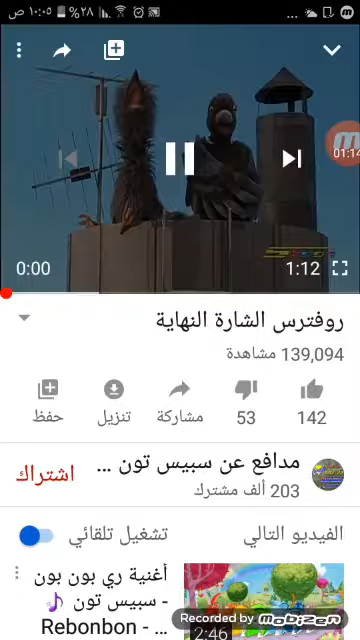 ١٠:٠٥ ص ٢٨%
01:14
0:00
1:12
روفترس الشارة النهاية
139,094 مشاهدة
142
53
مشاركة
تنزيل
حفظ
مدافع عن سبيس تون ...
203 ألف مشترك
اشتراك
الفيديو التالي
تشغيل تلقائي
أغنية ري بون بون
- سبيس تون 🎵
Rebonbon - ...
2:46
Recorded by mobizen